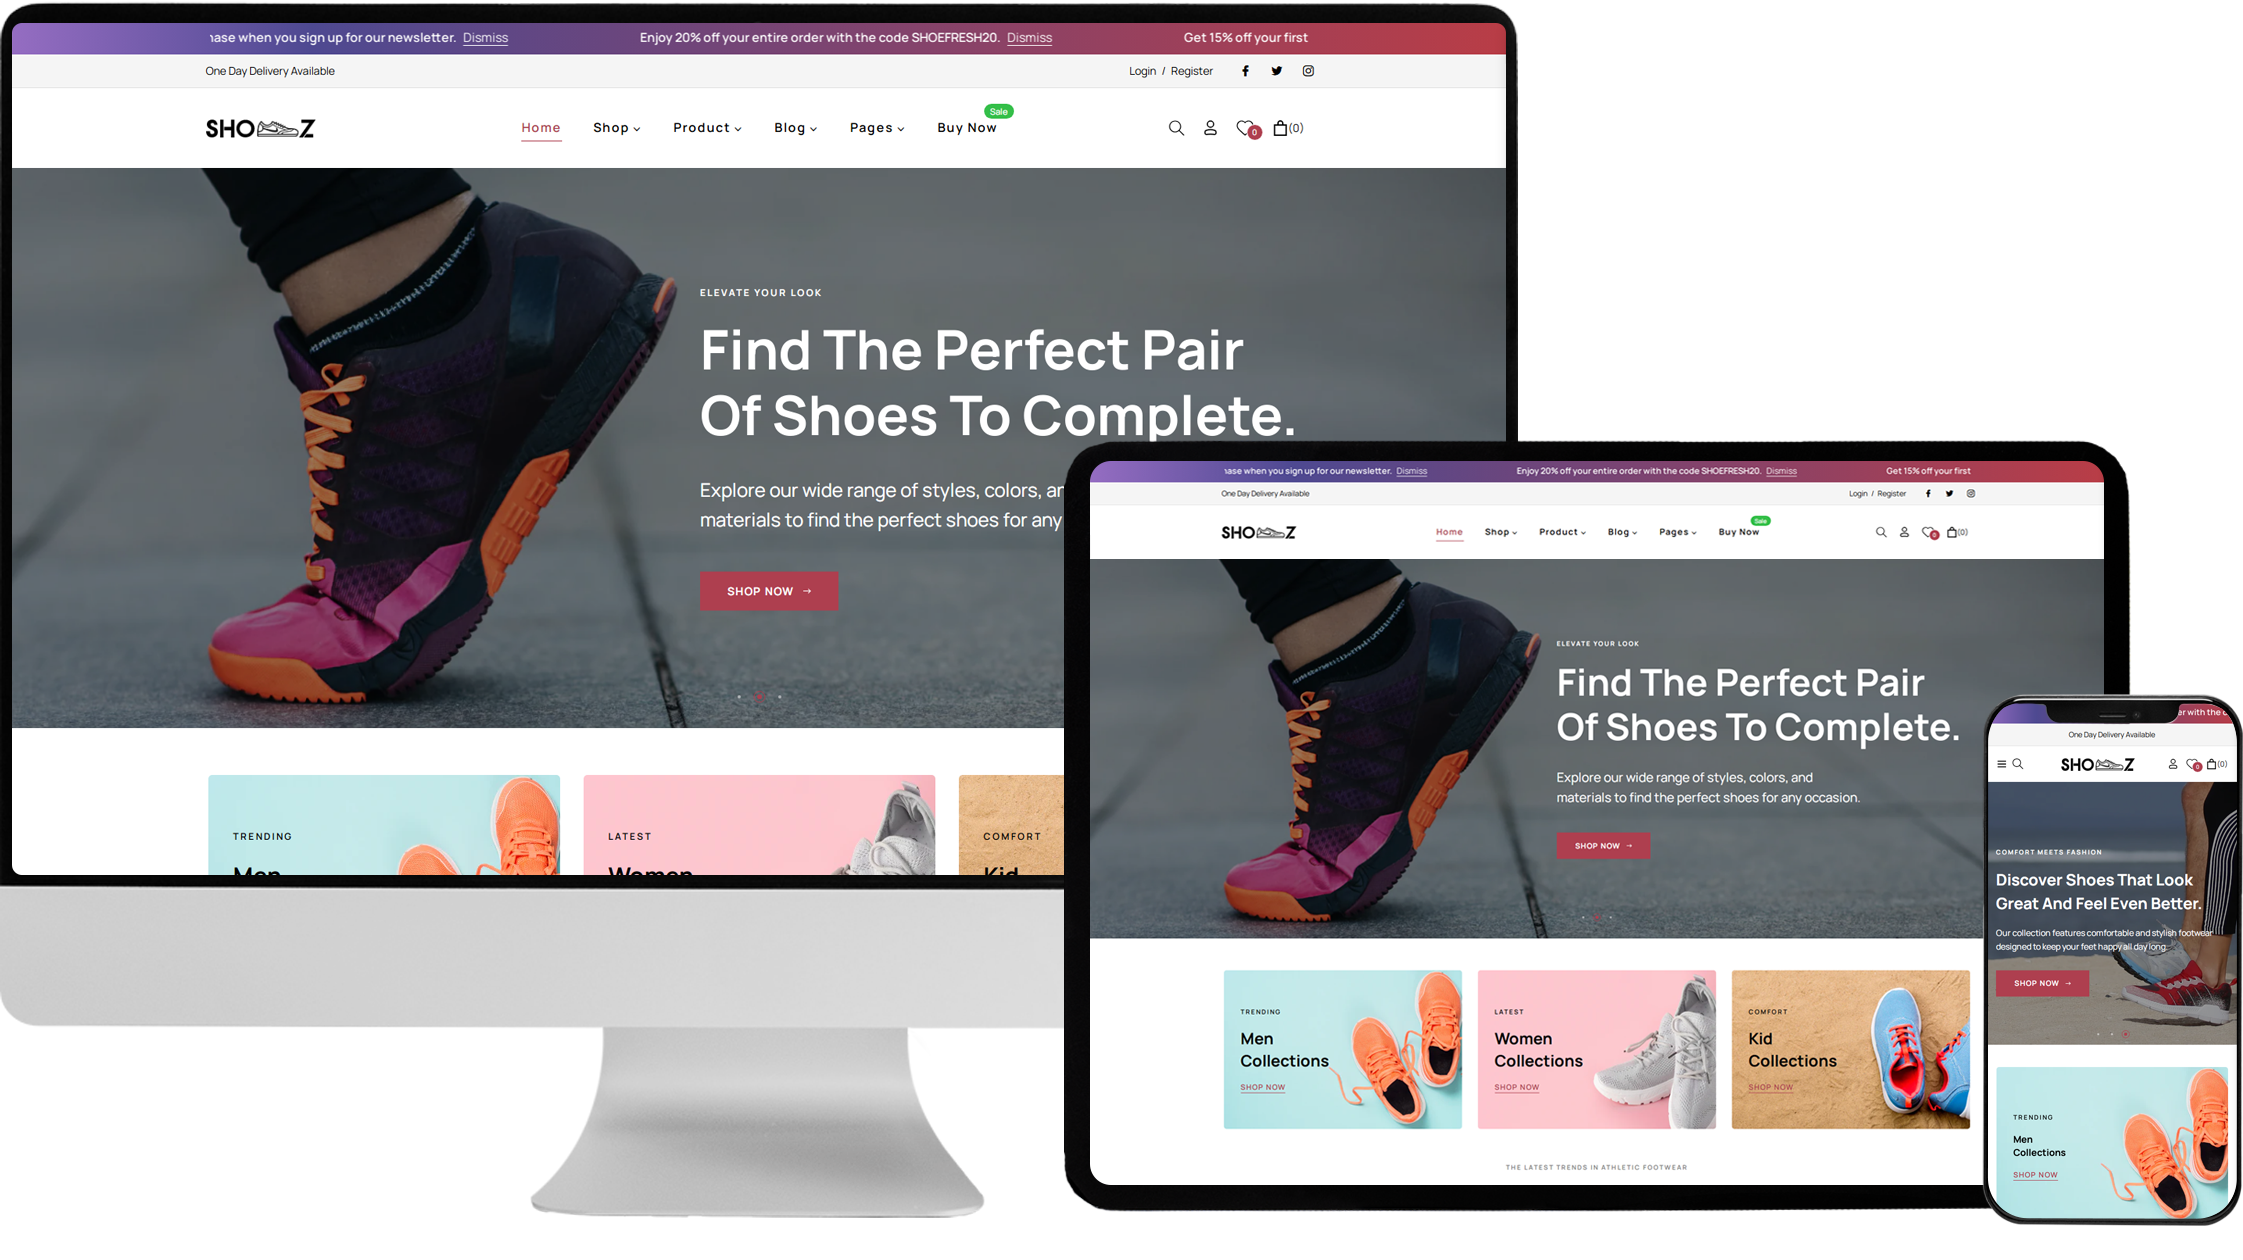 nase when you sign up for our newsletter. Dismiss
Enjoy 20% off your entire order with the code SHOEFRESH20. Dismiss
Get 15% off your first
One Day Delivery Available
Login / Register
SHO Z
Home
Shop
Product
Blog
Pages
Buy Now
Sale
0
(0)
ELEVATE YOUR LOOK
Find The Perfect Pair
Of Shoes To Complete.
Explore our wide range of styles, colors, ar
materials to find the perfect shoes for any
SHOP NOW →
TRENDING
Men
LATEST
Women
COMFORT
Kid
nase when you sign up for our newsletter. Dismiss
Enjoy 20% off your entire order with the code SHOEFRESH20. Dismiss
Get 15% off your first
One Day Delivery Available
Login / Register
SHO Z
Home
Shop
Product
Blog
Pages
Buy Now
Sale
0
(0)
ELEVATE YOUR LOOK
Find The Perfect Pair
Of Shoes To Complete.
Explore our wide range of styles, colors, and
materials to find the perfect shoes for any occasion.
SHOP NOW →
TRENDING
Men
Collections
SHOP NOW
LATEST
Women
Collections
SHOP NOW
COMFORT
Kid
Collections
SHOP NOW
THE LATEST TRENDS IN ATHLETIC FOOTWEAR
er with the c
One Day Delivery Available
SHO Z
0
(0)
COMFORT MEETS FASHION
Discover Shoes That Look
Great And Feel Even Better.
Our collection features comfortable and stylish footwear
designed to keep your feet happy all day long.
SHOP NOW →
TRENDING
Men
Collections
SHOP NOW